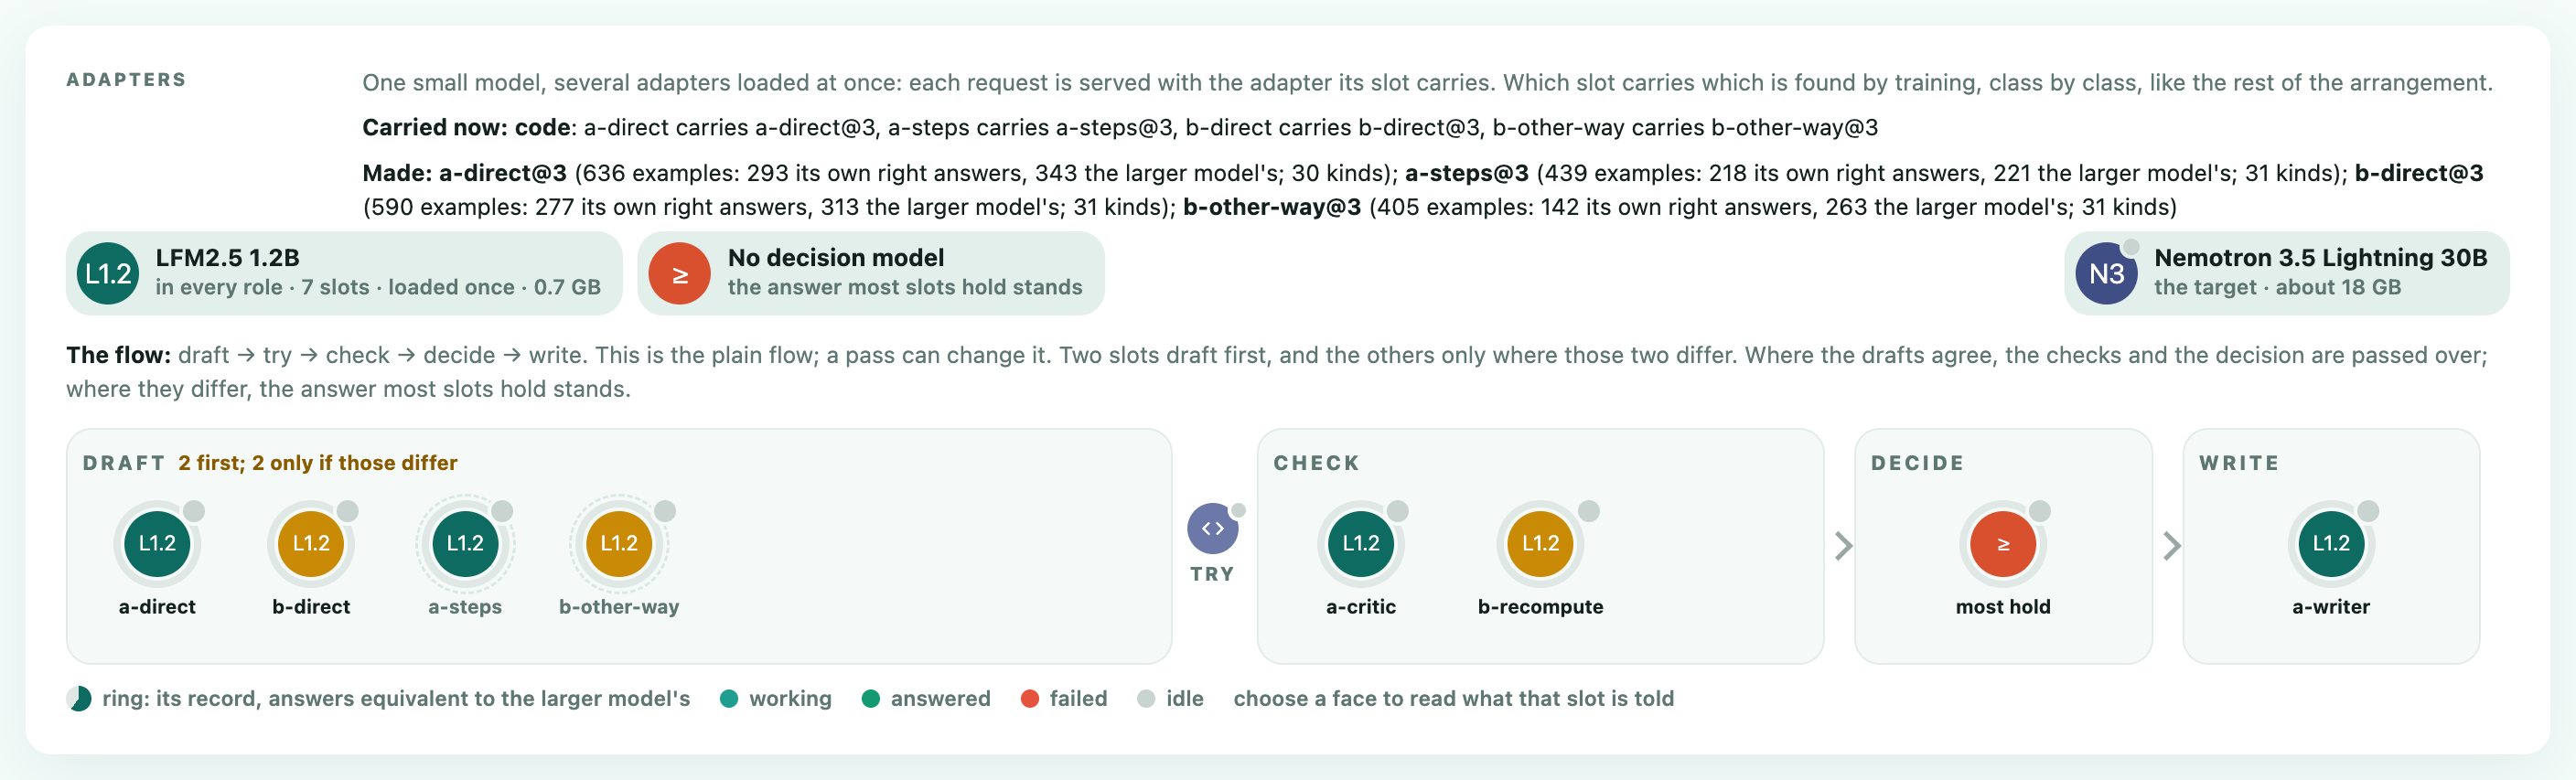 ADAPTERS
One small model, several adapters loaded at once: each request is served with the adapter its slot carries. Which slot carries which is found by training, class by class, like the rest of the arrangement.
Carried now: code: a-direct carries a-direct@3, a-steps carries a-steps@3, b-direct carries b-direct@3, b-other-way carries b-other-way@3
Made: a-direct@3 (636 examples: 293 its own right answers, 343 the larger model's; 30 kinds); a-steps@3 (439 examples: 218 its own right answers, 221 the larger model's; 31 kinds); b-direct@3
(590 examples: 277 its own right answers, 313 the larger model's; 31 kinds); b-other-way@3 (405 examples: 142 its own right answers, 263 the larger model's; 31 kinds)
L1.2
LFM2.5 1.2B
in every role · 7 slots · loaded once · 0.7 GB
≥
No decision model
the answer most slots hold stands
N3
Nemotron 3.5 Lightning 30B
the target · about 18 GB
The flow: draft → try → check → decide → write. This is the plain flow; a pass can change it. Two slots draft first, and the others only where those two differ. Where the drafts agree, the checks and the decision are passed over;
where they differ, the answer most slots hold stands.
DRAFT 2 first; 2 only if those differ
L1.2 L1.2 L1.2 L1.2
a-direct b-direct a-steps b-other-way
<>
TRY
CHECK
L1.2 L1.2
a-critic b-recompute
DECIDE
≥
most hold
WRITE
L1.2
a-writer
ring: its record, answers equivalent to the larger model's working answered failed idle choose a face to read what that slot is told